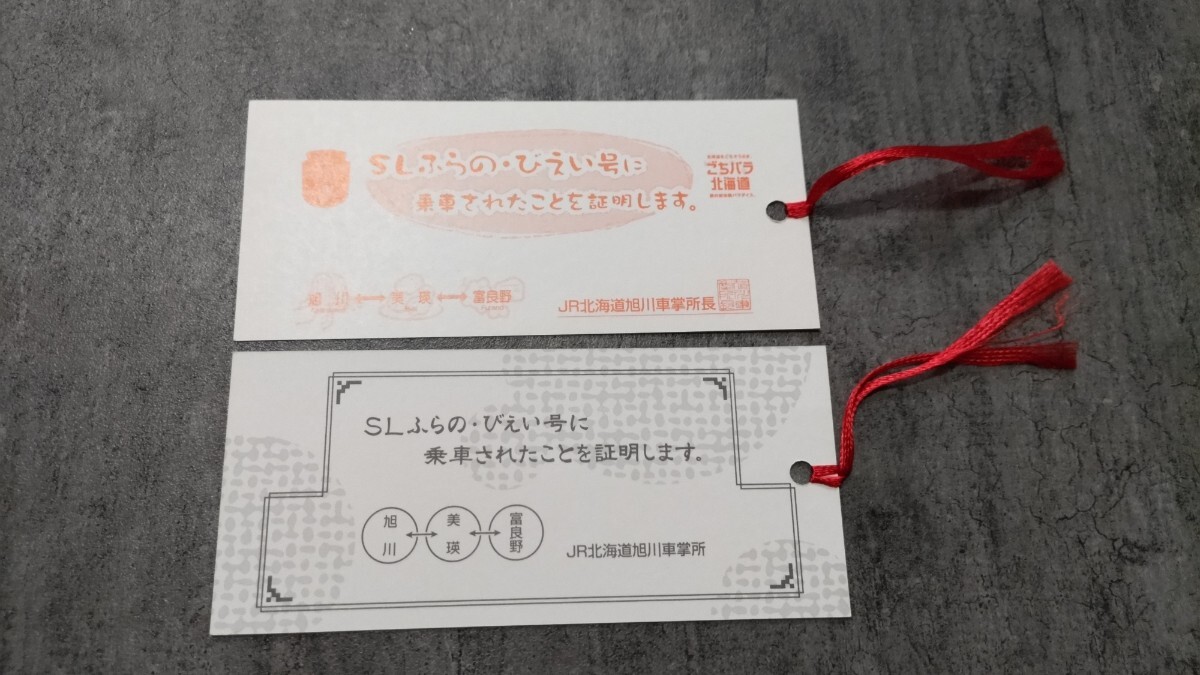 SLふらの・びえい号に
乗車されたことを証明します。
ごちパラ
北海道
旭川 美瑛 富良野
JR北海道旭川車掌所長
SLふらの・びえい号に
乗車されたことを証明します。
旭川 美瑛 富良野
JR北海道旭川車掌所